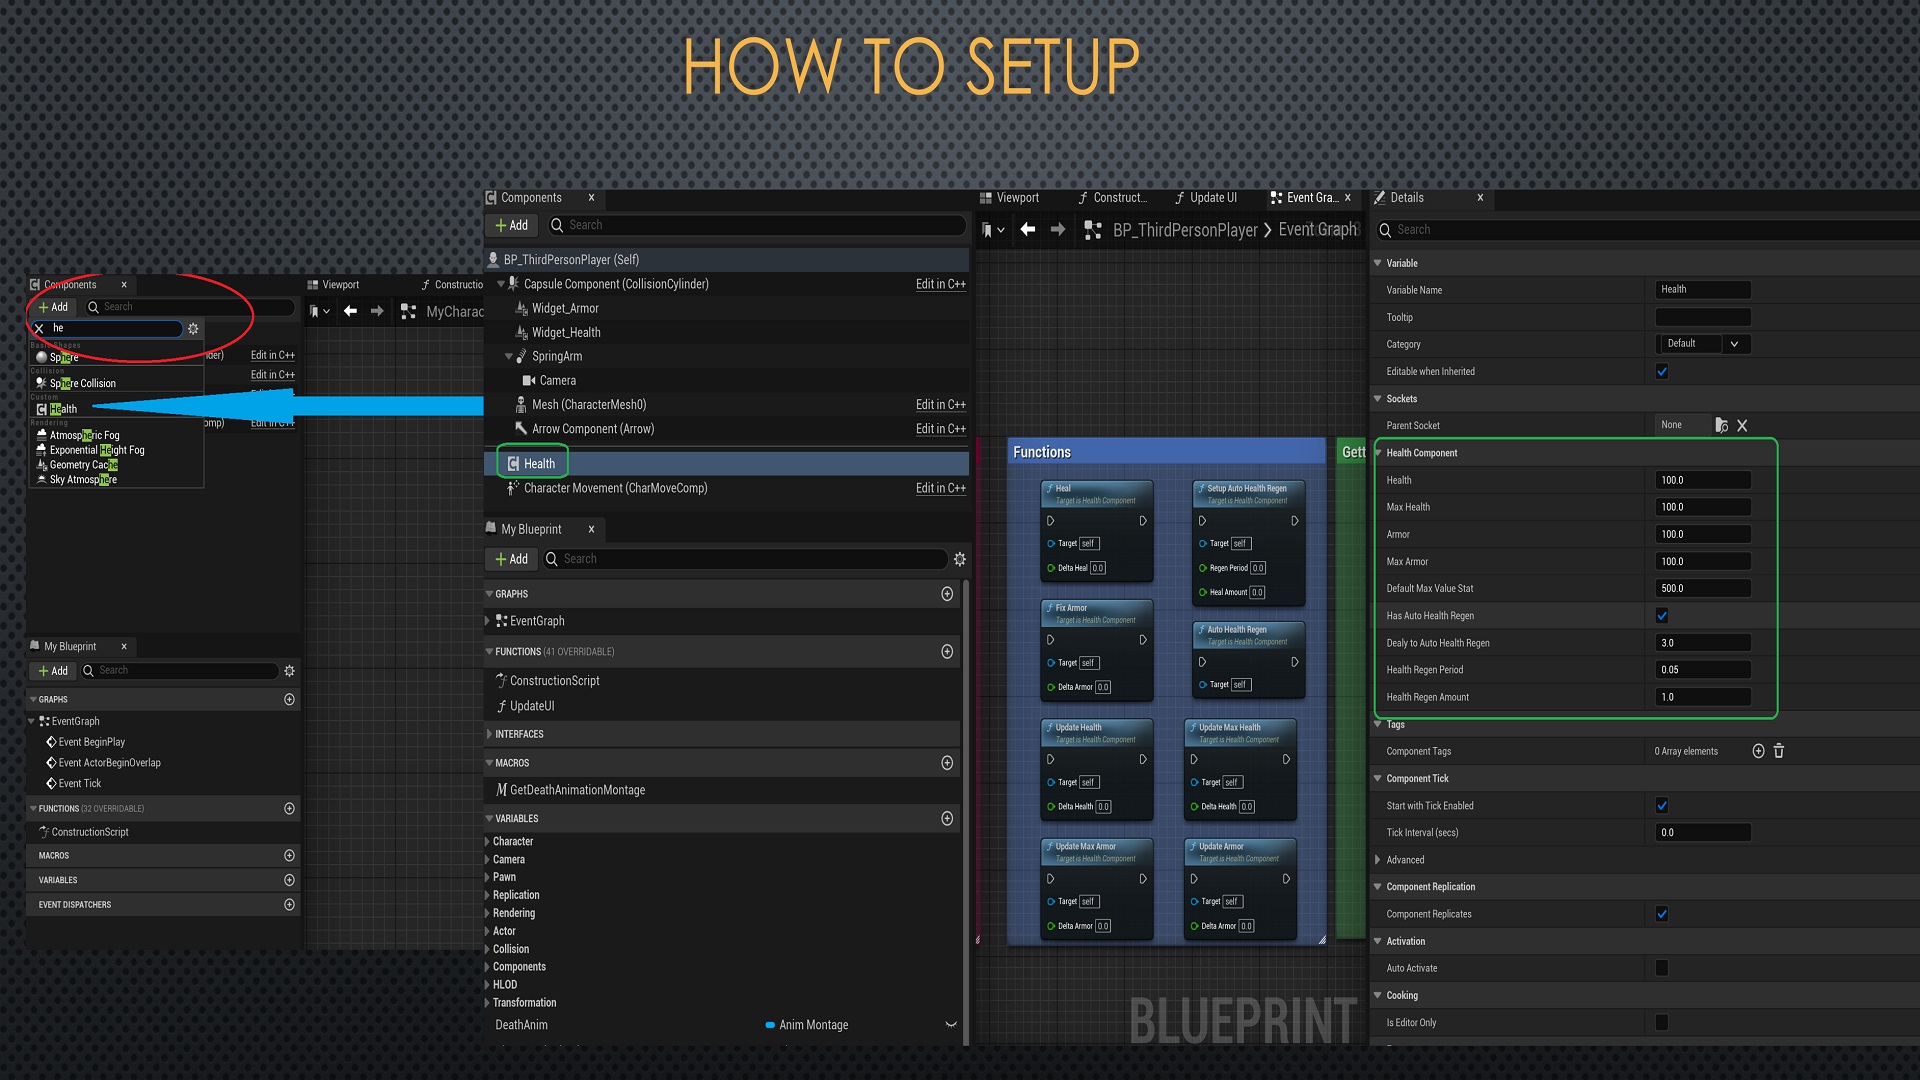 HOW TO SETUP
Components
+ Add
Search
he
Basic Shapes
Sphere
Collision
Sphere Collision
Custom
Health
Rendering
Atmospheric Fog
Exponential Height Fog
Geometry Cache
Sky Atmosphere
Edit in C++
Edit in C++
Edit in C++
Viewport
Constructio
MyCharac
My Blueprint
+ Add
Search
GRAPHS
EventGraph
Event BeginPlay
Event ActorBeginOverlap
Event Tick
FUNCTIONS (32 OVERRIDABLE)
ConstructionScript
MACROS
VARIABLES
EVENT DISPATCHERS
Components
+ Add
Search
BP_ThirdPersonPlayer (Self)
Capsule Component (CollisionCylinder) Edit in C++
Widget_Armor
Widget_Health
SpringArm
Camera
Mesh (CharacterMesh0) Edit in C++
Arrow Component (Arrow) Edit in C++
Health
Character Movement (CharMoveComp) Edit in C++
My Blueprint
+ Add
Search
GRAPHS
EventGraph
FUNCTIONS (41 OVERRIDABLE)
ConstructionScript
UpdateUI
INTERFACES
MACROS
GetDeathAnimationMontage
VARIABLES
Character
Camera
Pawn
Replication
Rendering
Actor
Collision
Components
HLOD
Transformation
DeathAnim Anim Montage
Viewport
Construct...
Update UI
Event Gra...
BP_ThirdPersonPlayer > Event Graph
Functions
Gett
Heal
Target is Health Component
Target self
Delta Heal 0.0
Setup Auto Health Regen
Target is Health Component
Target self
Regen Period 0.0
Heal Amount 0.0
Fix Armor
Target is Health Component
Target self
Delta Armor 0.0
Auto Health Regen
Target is Health Component
Target self
Update Health
Target is Health Component
Target self
Delta Health 0.0
Update Max Health
Target is Health Component
Target self
Delta Health 0.0
Update Max Armor
Target is Health Component
Target self
Delta Armor 0.0
Update Armor
Target is Health Component
Target self
Delta Armor 0.0
BLUEPRINT
Details
Search
Variable
Variable Name Health
Tooltip
Category Default
Editable when Inherited
Sockets
Parent Socket None
Health Component
Health 100.0
Max Health 100.0
Armor 100.0
Max Armor 100.0
Default Max Value Stat 500.0
Has Auto Health Regen
Dealy to Auto Health Regen 3.0
Health Regen Period 0.05
Health Regen Amount 1.0
Tags
Component Tags 0 Array elements
Component Tick
Start with Tick Enabled
Tick Interval (secs) 0.0
Advanced
Component Replication
Component Replicates
Activation
Auto Activate
Cooking
Is Editor Only